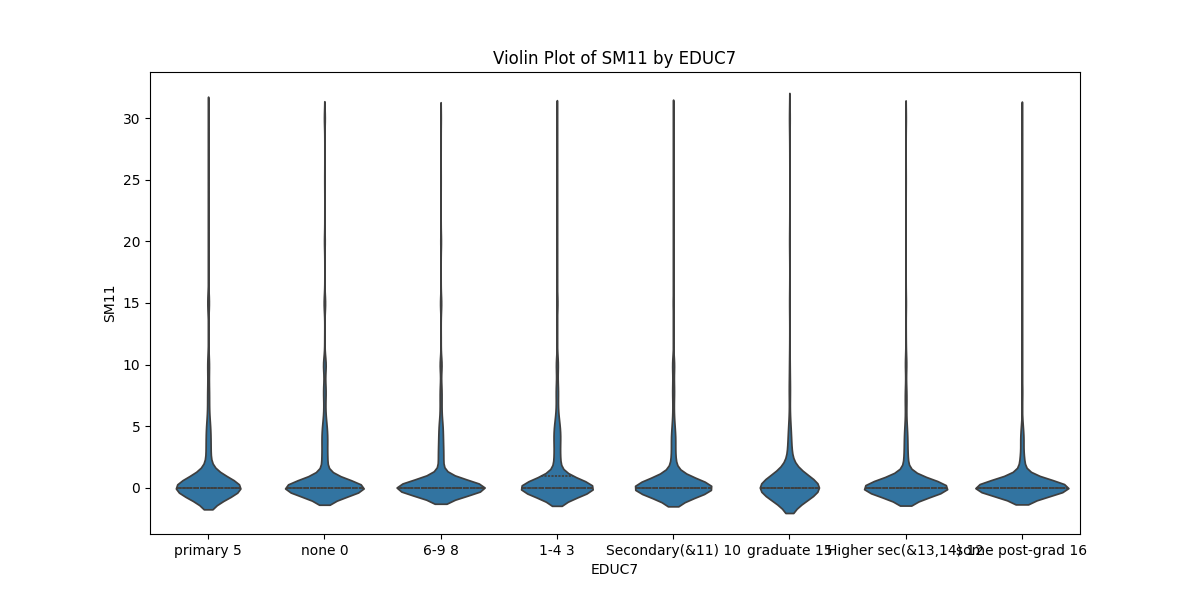 Violin Plot of SM11 by EDUC7
30
25
20
15
10
5
0
SM11
primary 5
none 0
6-9 8
1-4 3
Secondary(&11) 10
graduate 15
Higher sec(&13,14) 12
some post-grad 16
EDUC7